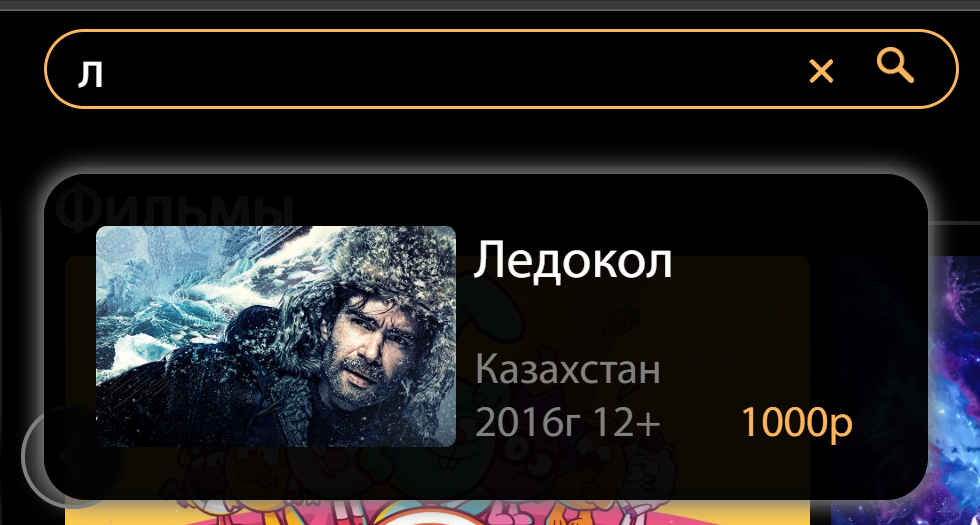 л
Фильмы
Ледокол
Казахстан
2016г 12+
1000р